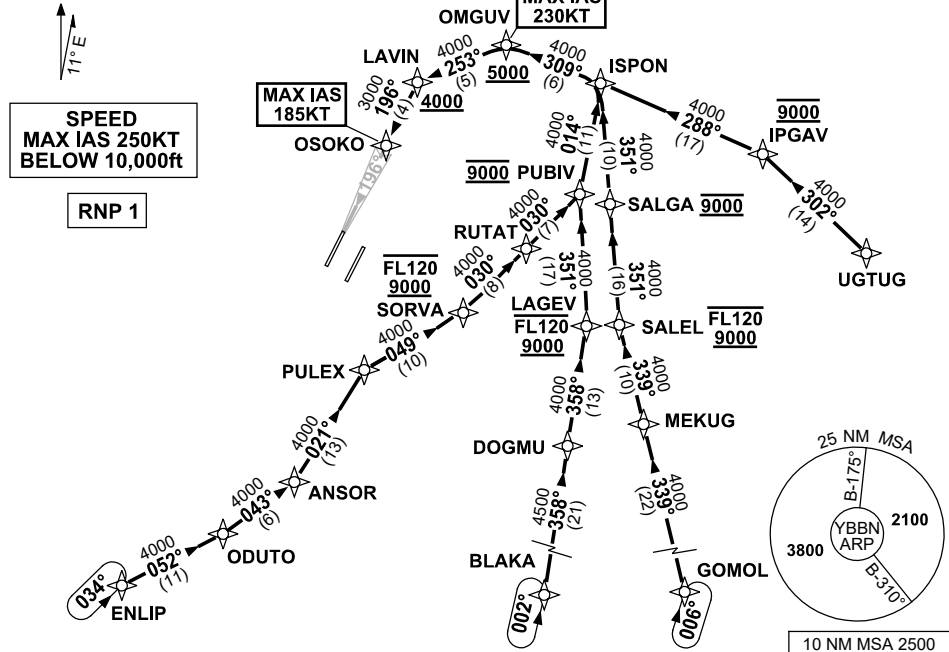 11° E
SPEED
MAX IAS 250KT
BELOW 10,000ft
RNP 1
230KT
OMGUV
5000
4000
309°
(6)
ISPON
4000
253°
(5)
LAVIN
4000
3000
196°
(4)
MAX IAS
185KT
OSOKO
196°
4000
288°
(17)
9000
IPGAV
4000
302°
(14)
UGTUG
4000
014°
(11)
4000
351°
(10)
9000 PUBIV
SALGA 9000
4000
030°
(7)
RUTAT
4000
030°
(8)
FL120
9000
SORVA
4000
351°
(17)
4000
351°
(16)
LAGEV
FL120
9000
SALEL
FL120
9000
4000
049°
(10)
PULEX
4000
021°
(13)
ANSOR
4000
043°
(6)
ODUTO
4000
052°
(11)
034°
ENLIP
4000
358°
(13)
DOGMU
4500
358°
(21)
BLAKA
002°
4000
339°
(10)
MEKUG
4000
339°
(22)
GOMOL
006°
25 NM MSA
B-175°
YBBN
ARP
2100
3800
B-310°
10 NM MSA 2500